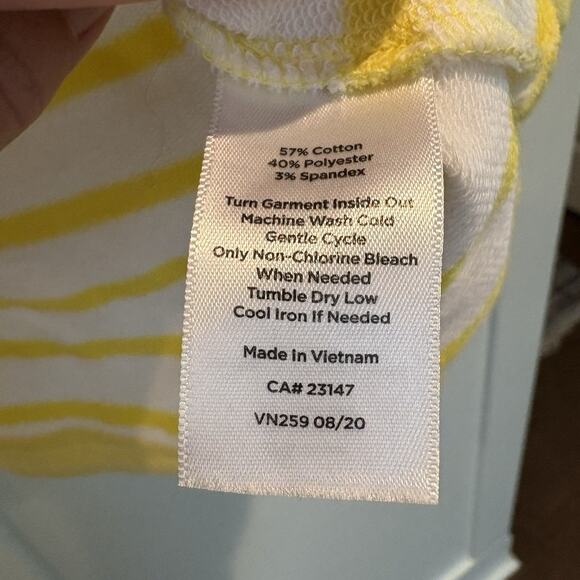 57% Cotton
40% Polyester
3% Spandex
Turn Garment Inside Out
Machine Wash Cold
Gentle Cycle
Only Non-Chlorine Bleach
When Needed
Tumble Dry Low
Cool Iron If Needed
Made in Vietnam
CA# 23147
VN259 08/20